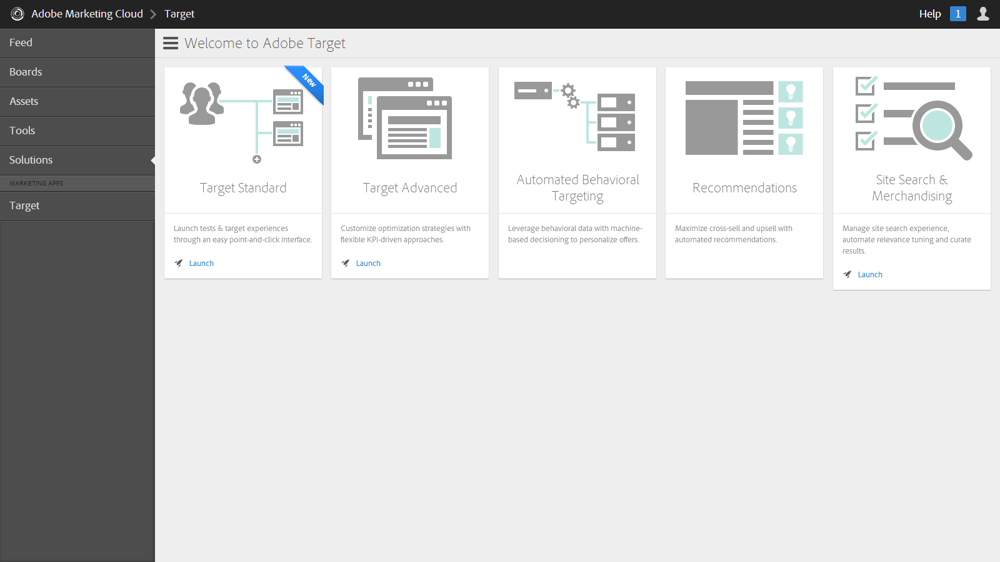 Adobe Marketing Cloud
Target
Help
1
Feed
Boards
Assets
Tools
Solutions
MARKETING APPS
Target
Welcome to Adobe Target
New
Target Standard
Launch tests & target experiences
through an easy point-and-click interface.
Launch
Target Advanced
Customize optimization strategies with
flexible KPI-driven approaches.
Launch
Automated Behavioral
Targeting
Leverage behavioral data with machine-
based decisioning to personalize offers.
Recommendations
Maximize cross-sell and upsell with
automated recommendations.
Site Search &
Merchandising
Manage site search experience,
automate relevance tuning and curate
results.
Launch